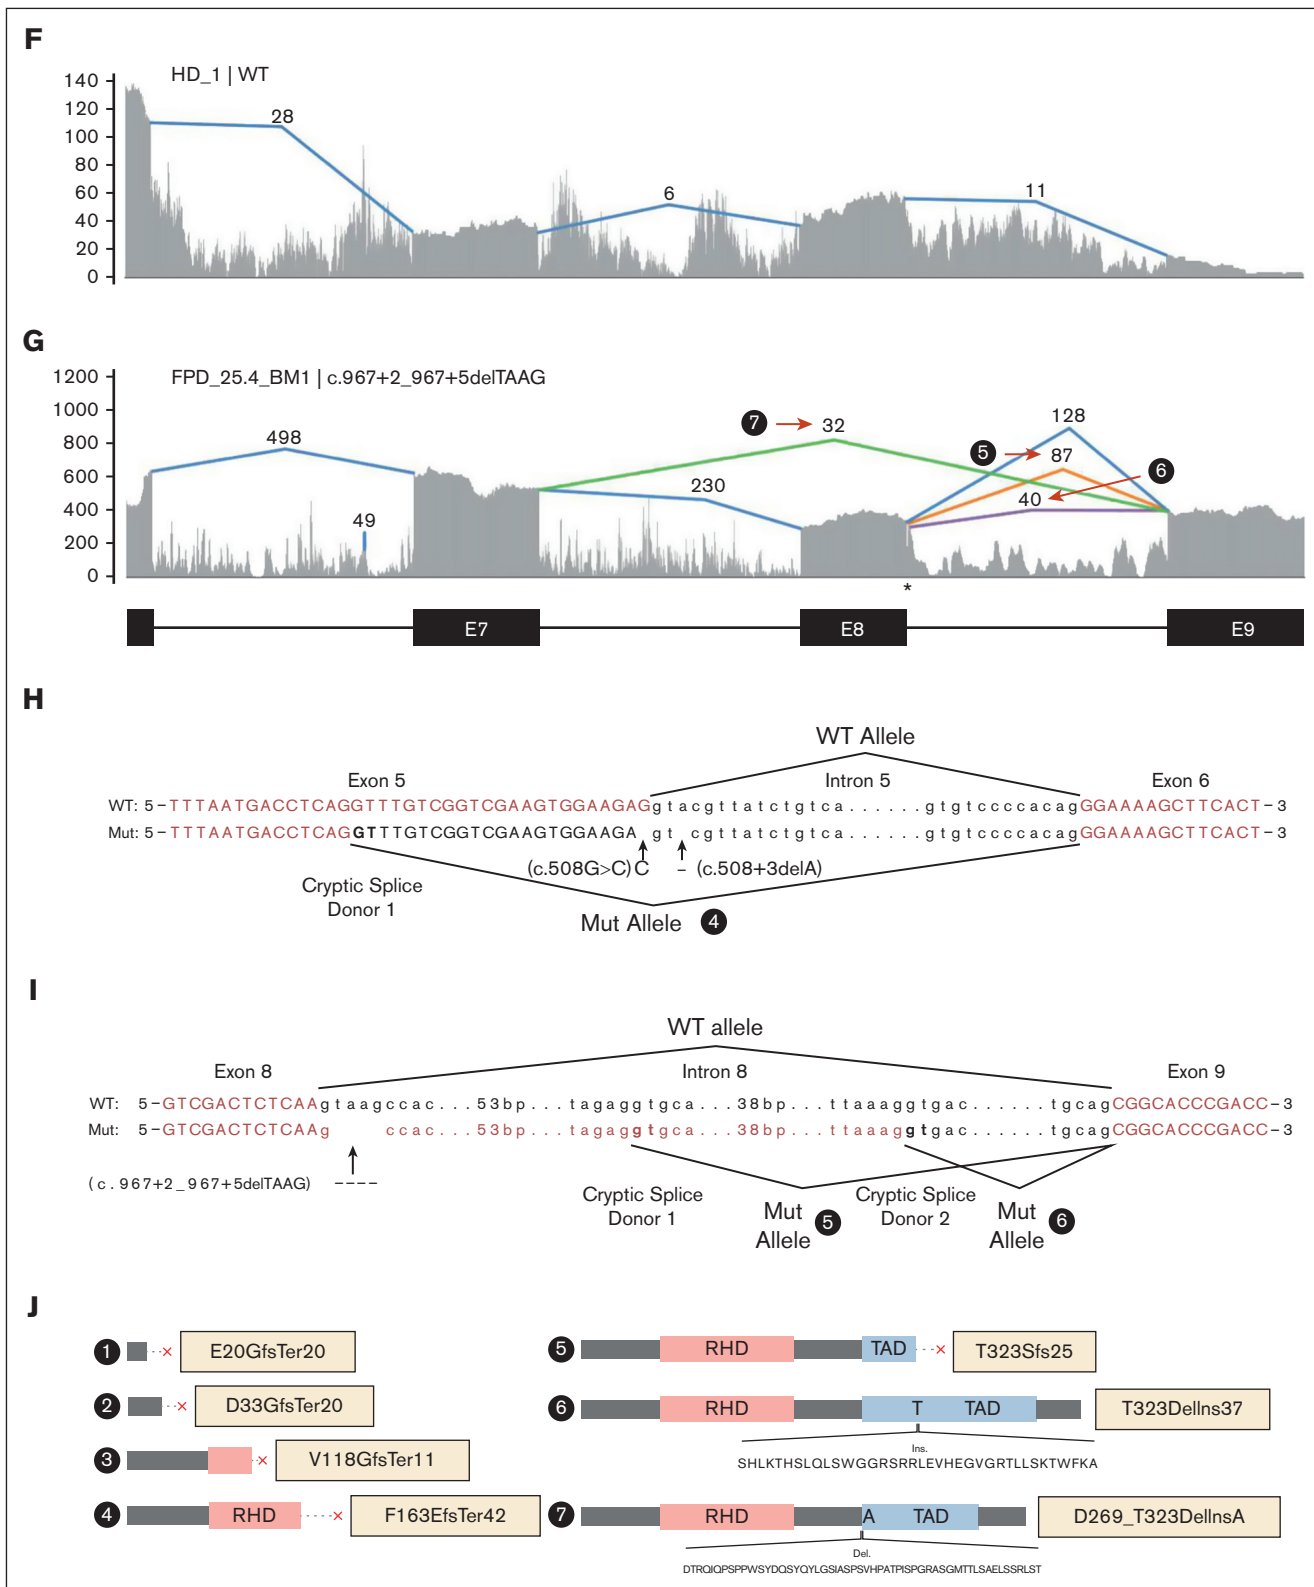 F
HD_1 | WT
140
120
100
80
60
40
20
0
28
6
11
G
FPD_25.4_BM1 | c.967+2_967+5delTAAG
1200
1000
800
600
400
200
0
498
49
230
7
32
128
5
87
6
40
*
E7
E8
E9
H
WT Allele
Exon 5
Intron 5
Exon 6
WT: 5–TTTAATGACCTCAGGTTTGTCGGTCGAAGTGGAAGAGgtacgttatctgtca......gtgtccccacagGGAAAAGCTTCACT–3
Mut: 5–TTTAATGACCTCAGGTTTGTCGGTCGAAGTGGAAGA gt cgttatctgtca......gtgtccccacagGGAAAAGCTTCACT–3
(c.508G>C) C – (c.508+3delA)
Cryptic Splice
Donor 1
Mut Allele 4
I
WT allele
Exon 8
Intron 8
Exon 9
WT: 5–GTCGACTCTCAAgtaagccac...53bp...tagaggtgca...38bp...ttaaaggtgac......tgcagCGGCACCCGACC–3
Mut: 5–GTCGACTCTCAAg ccac...53bp...tagaggtgca...38bp...ttaaaggtgac......tgcagCGGCACCCGACC–3
(c.967+2_967+5delTAAG) ----
Cryptic Splice
Donor 1
Mut
Allele 5
Cryptic Splice
Donor 2
Mut
Allele 6
J
1 × E20GfsTer20
2 × D33GfsTer20
3 × V118GfsTer11
4 RHD × F163EfsTer42
5 RHD TAD × T323Sfs25
6 RHD T TAD T323DelIns37
Ins.
SHLKTHSLQLSWGGRSRRLEVHEGVGRTLLSKTWFKA
7 RHD A TAD D269_T323DelInsA
Del.
DTRQIQPSPPWSYDQSYQYLGSIASPSVHPATPISPGRASGMTTLSAELSSRLST